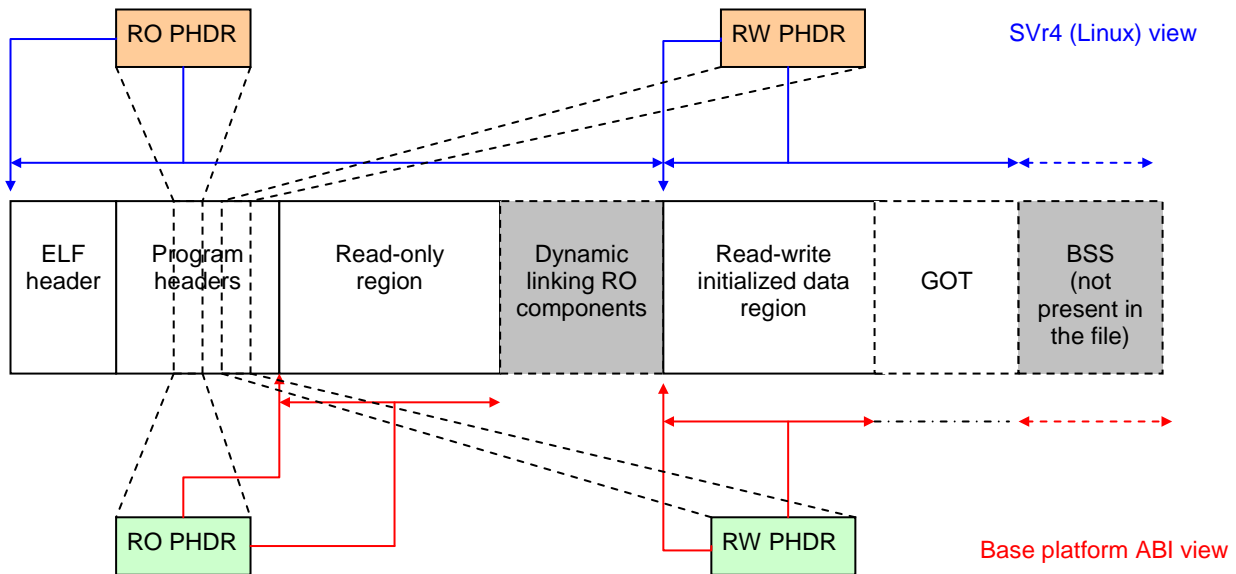 RO PHDR
RW PHDR
SVr4 (Linux) view
ELF
header
Program
headers
Read-only
region
Dynamic
linking RO
components
Read-write
initialized data
region
GOT
BSS
(not
present in
the file)
RO PHDR
RW PHDR
Base platform ABI view